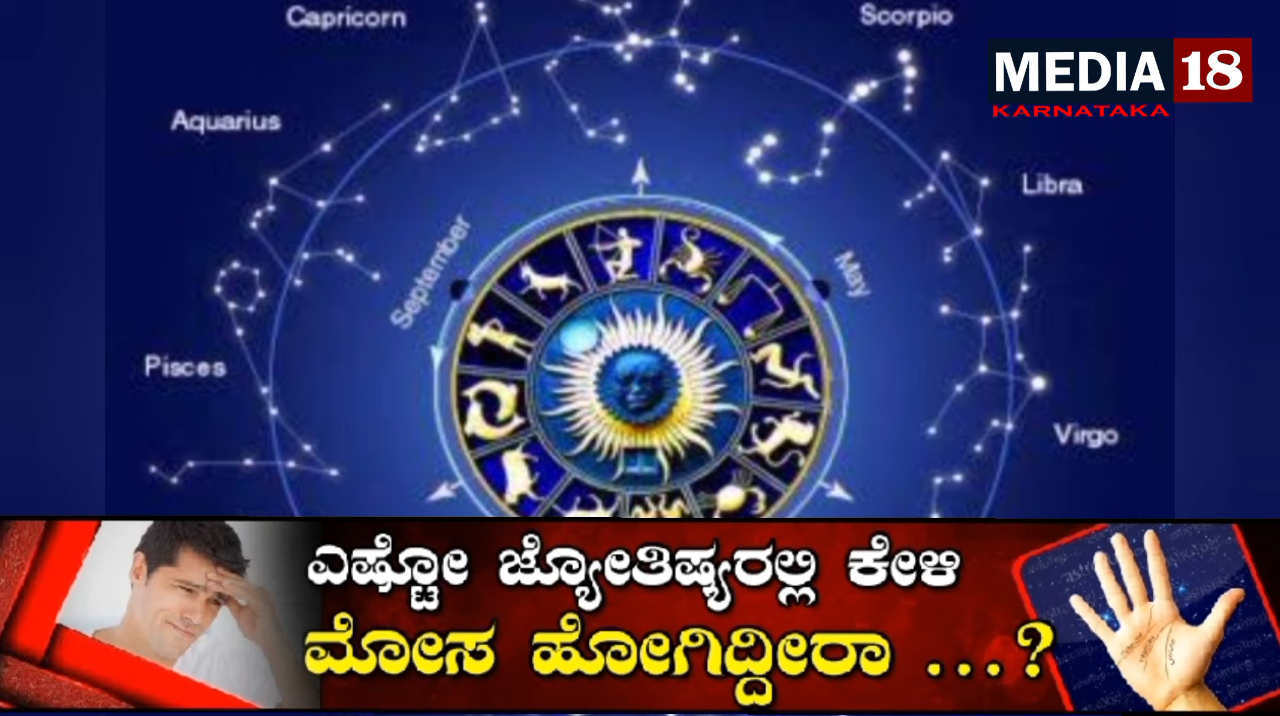 Capricorn
Scorpio
MEDIA 18
KARNATAKA
Aquarius
Libra
September
May
Pisces
Virgo
ಎಷ್ಟೋ ಜ್ಯೋತಿಷ್ಯರಲ್ಲಿ ಕೇಳಿ
ಮೋಸ ಹೋಗಿದ್ದೀರಾ ...?